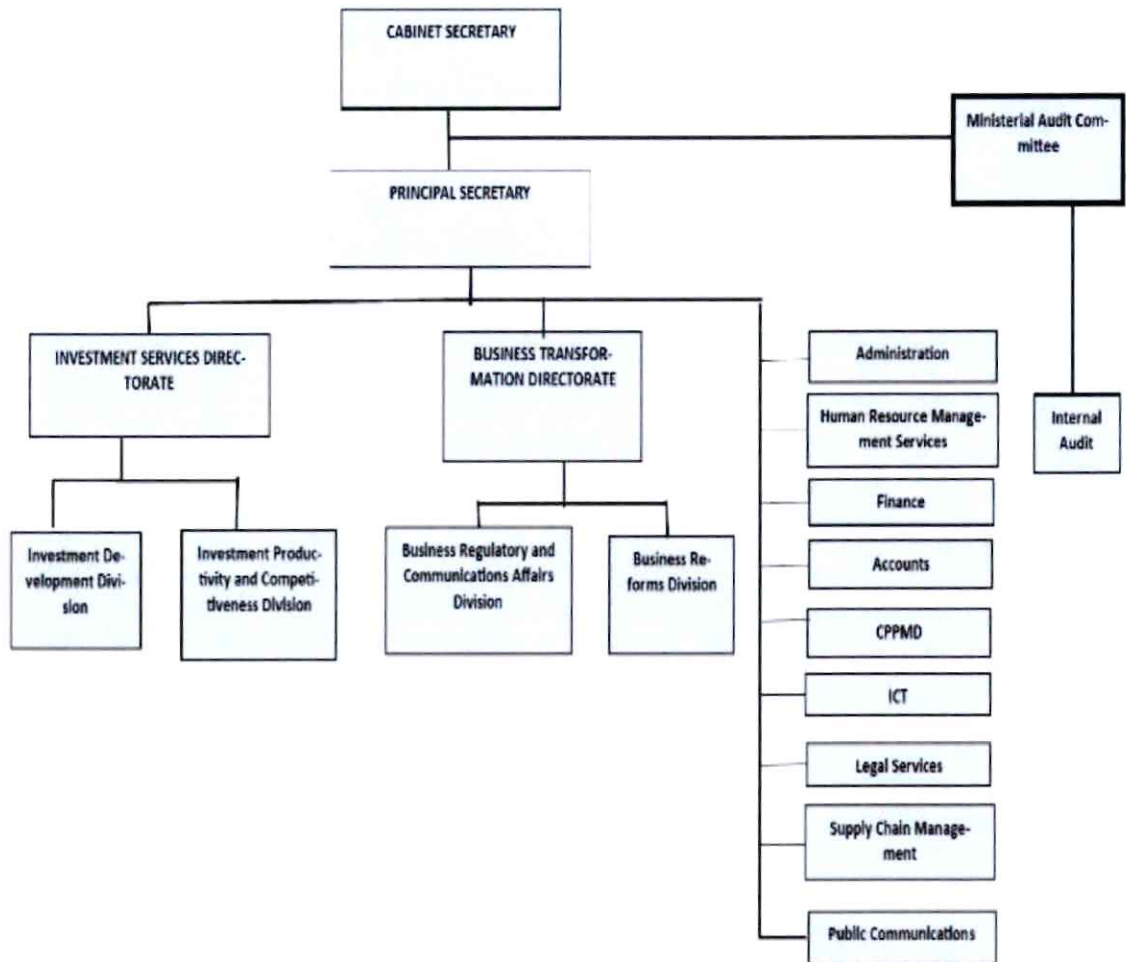 CABINET SECRETARY
Ministerial Audit Com-
mittee
PRINCIPAL SECRETARY
INVESTMENT SERVICES DIREC-
TORATE
BUSINESS TRANSFOR-
MATION DIRECTORATE
Administration
Human Resource Manage-
ment Services
Internal
Audit
Finance
Investment De-
velopment Divi-
sion
Investment Produc-
tivity and Competi-
tiveness Division
Business Regulatory and
Communications Affairs
Division
Business Re-
forms Division
Accounts
CPPMD
ICT
Legal Services
Supply Chain Manage-
ment
Public Communications